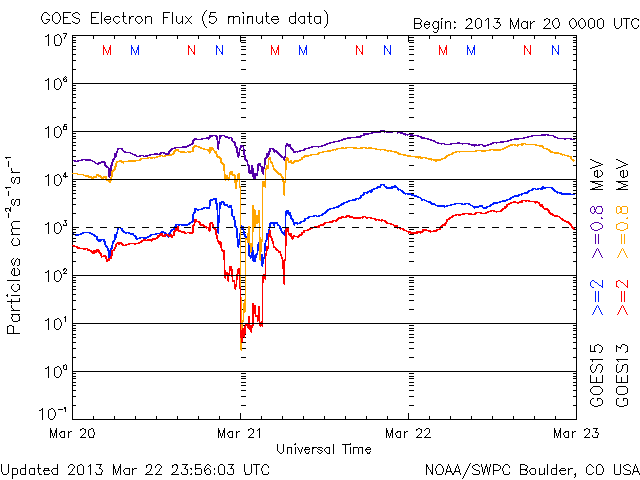 GOES Electron Flux (5 minute data)
Begin: 2013 Mar 20 0000 UTC
10⁷
M M N N M M N N M M N N
10⁶
10⁵
10⁴
10³
10²
10¹
10⁰
10⁻¹
Particles cm⁻²s⁻¹sr⁻¹
GOES15 >=2 >=0.8 MeV
GOES13 >=2 >=0.8 MeV
Mar 20 Mar 21 Mar 22 Mar 23
Universal Time
Updated 2013 Mar 22 23:56:03 UTC
NOAA/SWPC Boulder, CO USA